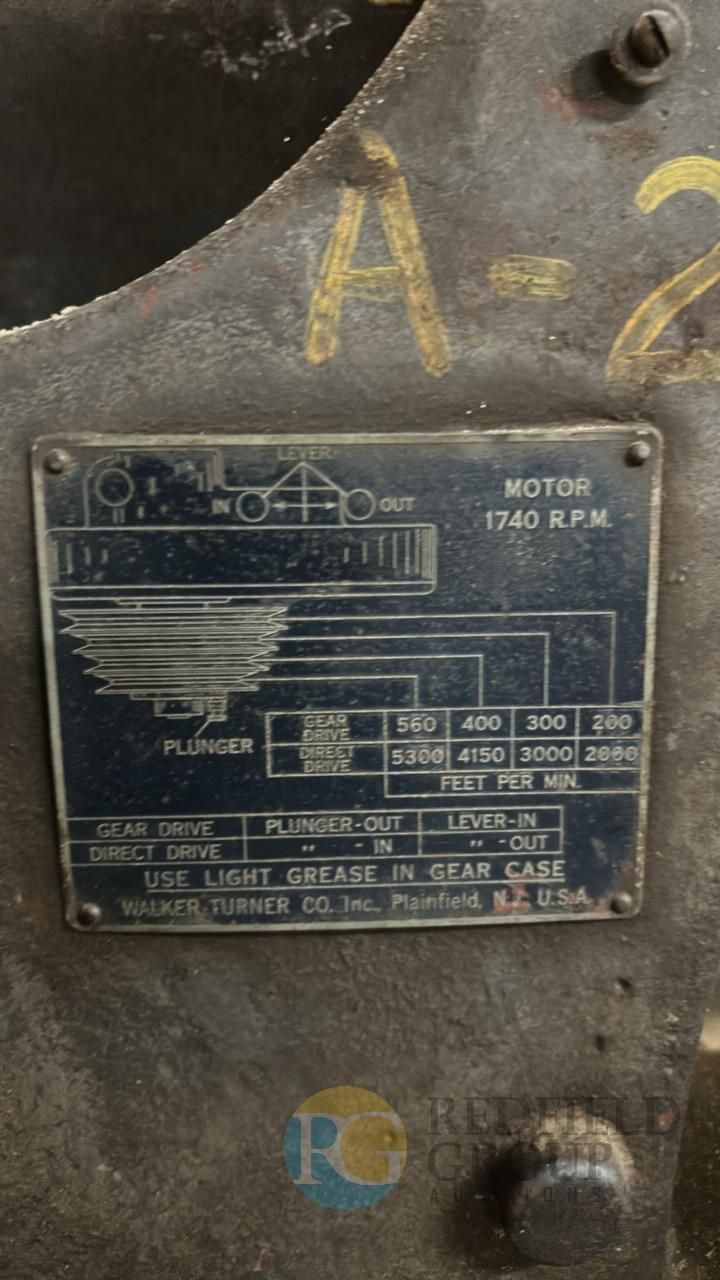 A-2
LEVER
IN
OUT
MOTOR
1740 R.P.M.
PLUNGER
GEAR DRIVE 560 400 300 200
DIRECT DRIVE 5300 4150 3000 2000
FEET PER MIN.
GEAR DRIVE PLUNGER-OUT LEVER-IN
DIRECT DRIVE " - IN " - OUT
USE LIGHT GREASE IN GEAR CASE
WALKER-TURNER CO. Inc., Plainfield, N.J. U.S.A.
RG REDFIELD
GROUP
AUCTIONS